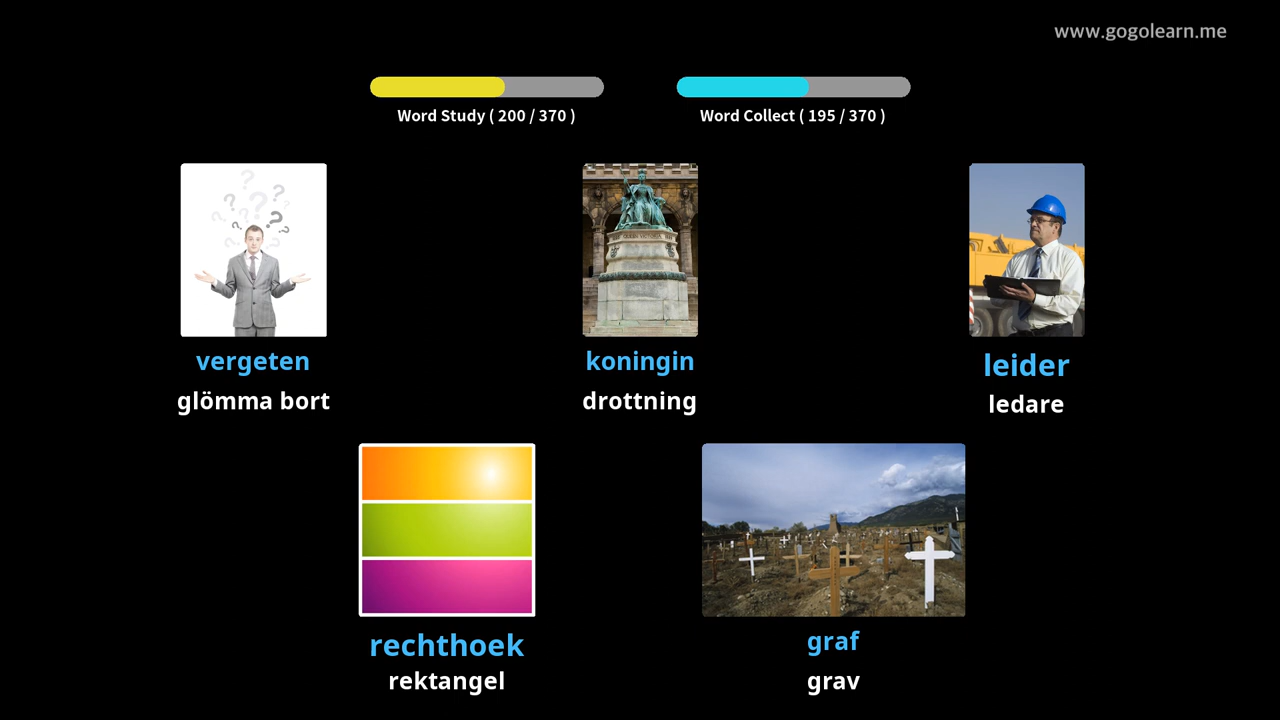 www.gogolearn.me
Word Study ( 200 / 370 )
Word Collect ( 195 / 370 )
vergeten
glömma bort
koningin
drottning
leider
ledare
rechthoek
rektangel
graf
grav